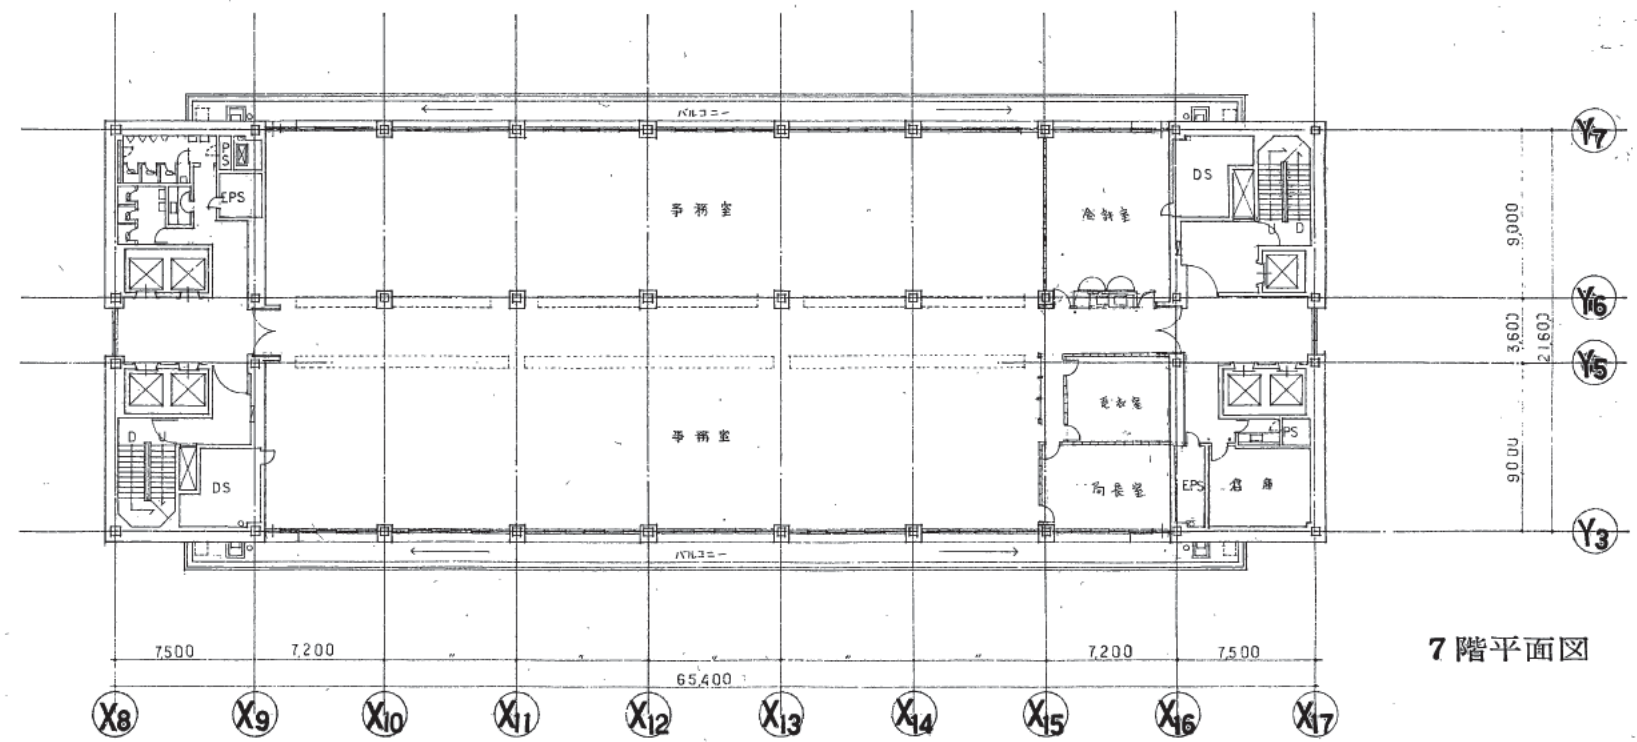 バルコニー
Y7
PS
EPS
DS
事務室
会議室
U D
9,000
Y6
3,600
21,600
Y5
更衣室
D U
事務室
PS
DS
局長室
EPS
倉庫
9,000
Y3
バルコニー
7階平面図
7,500
7,200
〃
〃
〃
〃
〃
7,200
7,500
65,400
X8
X9
X10
X11
X12
X13
X14
X15
X16
X17